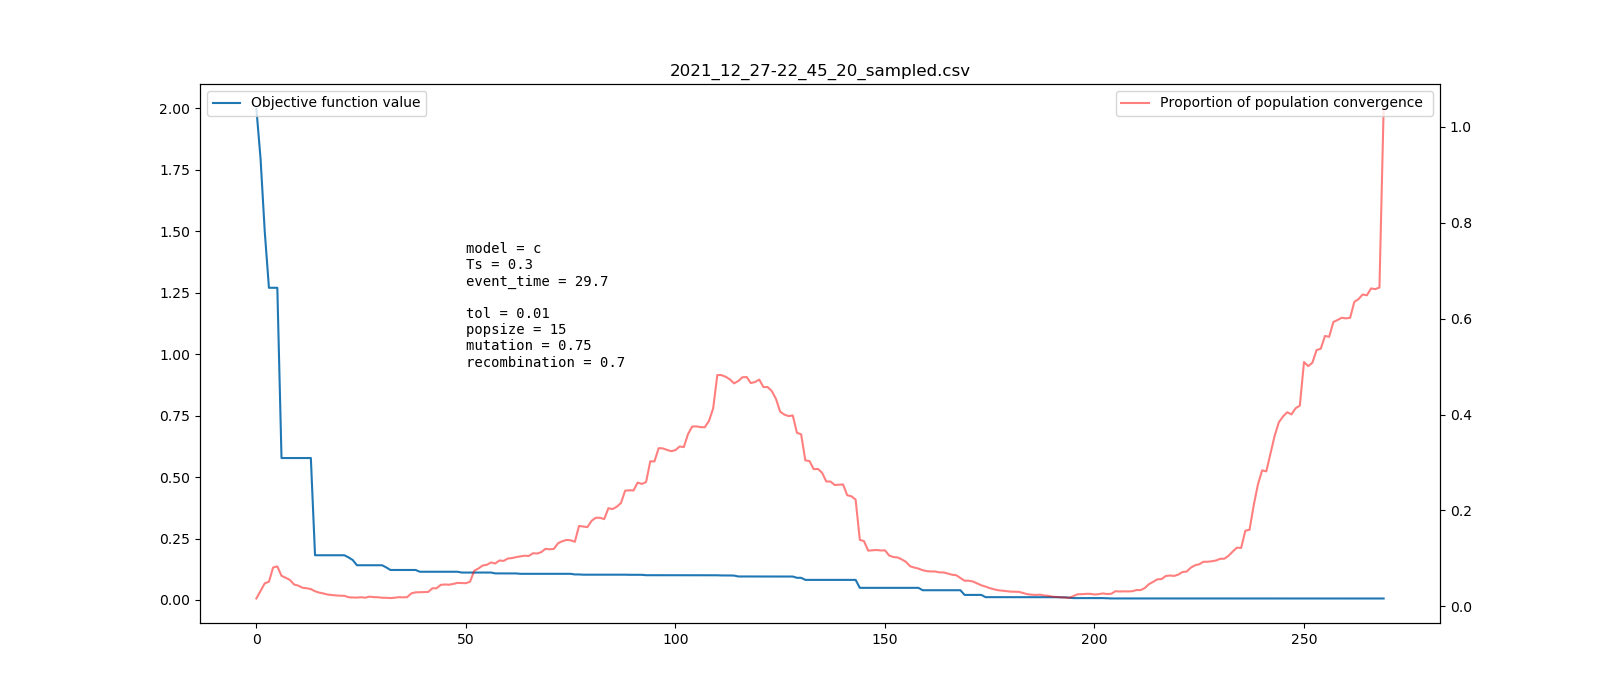 2021_12_27-22_45_20_sampled.csv
Objective function value
Proportion of population convergence
2.00
1.75
1.50
1.25
1.00
0.75
0.50
0.25
0.00
model = c
Ts = 0.3
event_time = 29.7
tol = 0.01
popsize = 15
mutation = 0.75
recombination = 0.7
1.0
0.8
0.6
0.4
0.2
0.0
0 50 100 150 200 250